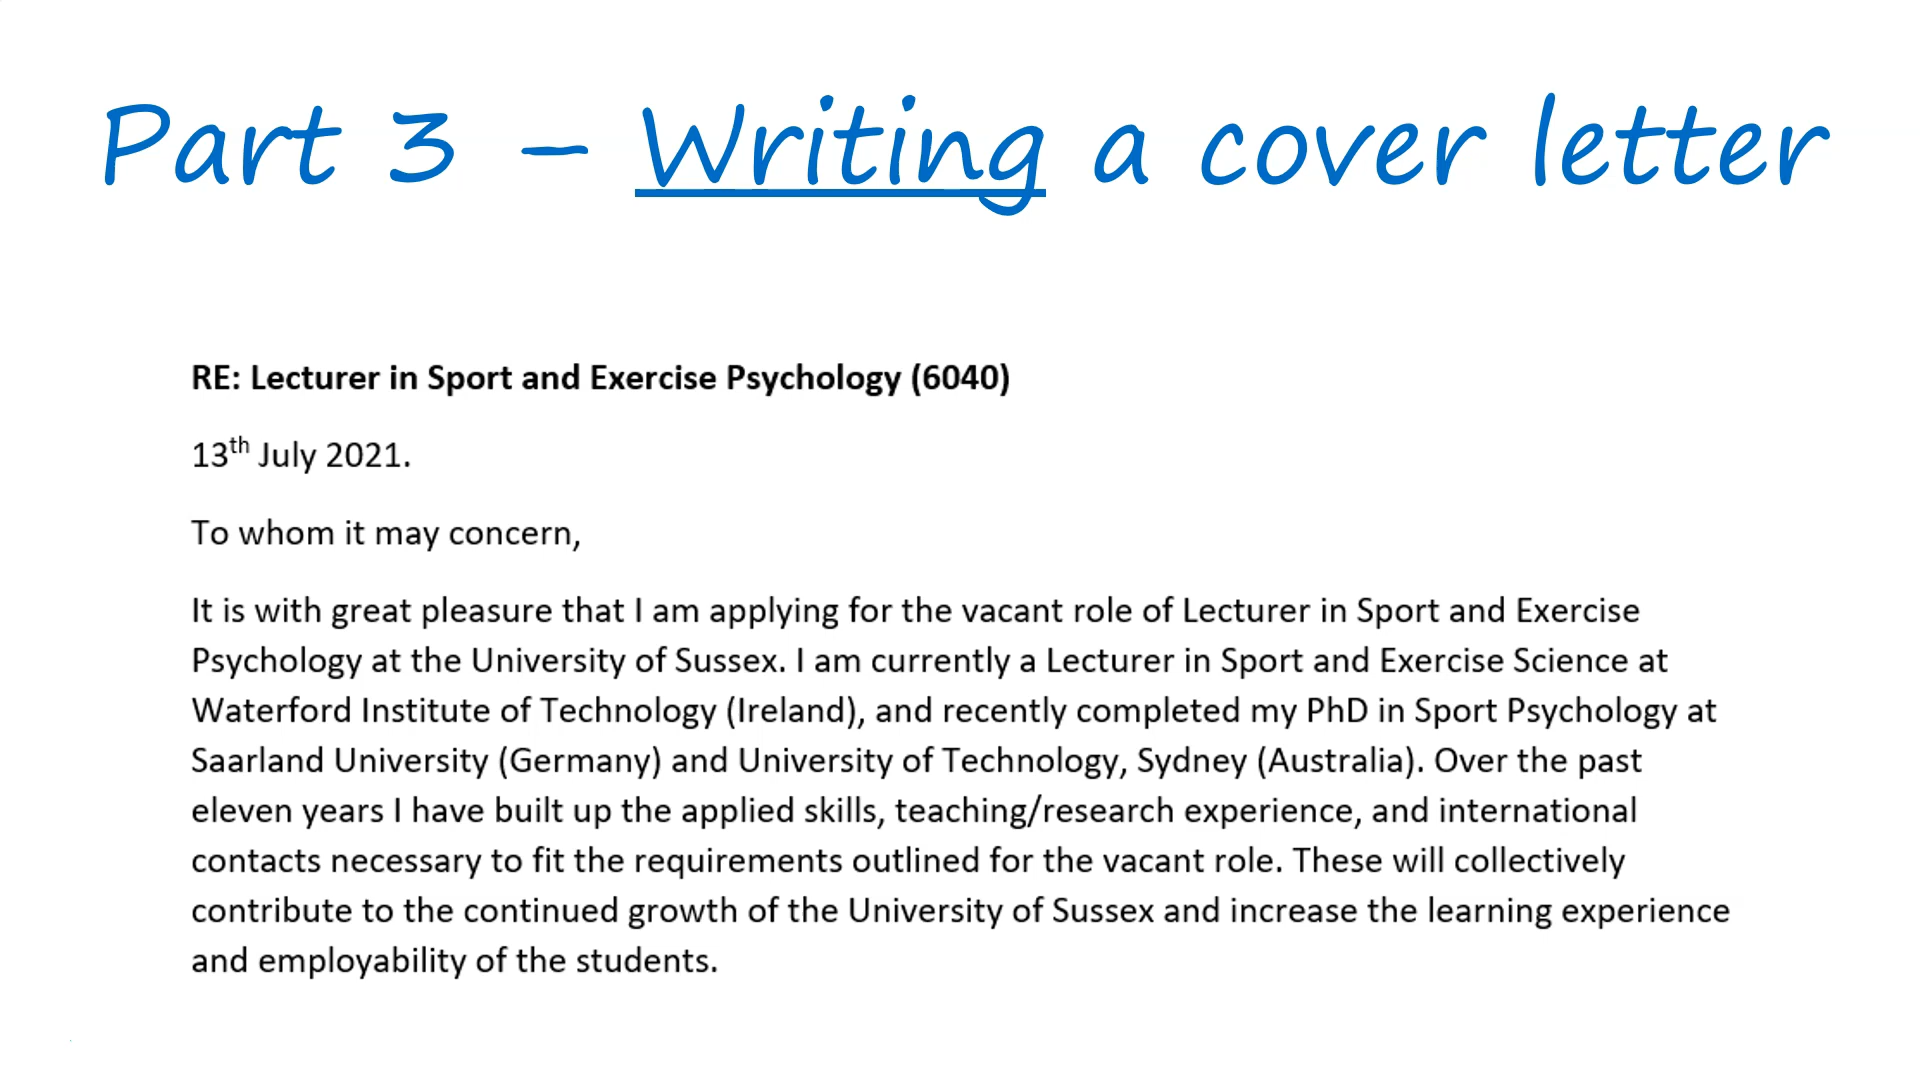 Part 3 – Writing a cover letter
RE: Lecturer in Sport and Exercise Psychology (6040)
13th July 2021.
To whom it may concern,
It is with great pleasure that I am applying for the vacant role of Lecturer in Sport and Exercise
Psychology at the University of Sussex. I am currently a Lecturer in Sport and Exercise Science at
Waterford Institute of Technology (Ireland), and recently completed my PhD in Sport Psychology at
Saarland University (Germany) and University of Technology, Sydney (Australia). Over the past
eleven years I have built up the applied skills, teaching/research experience, and international
contacts necessary to fit the requirements outlined for the vacant role. These will collectively
contribute to the continued growth of the University of Sussex and increase the learning experience
and employability of the students.